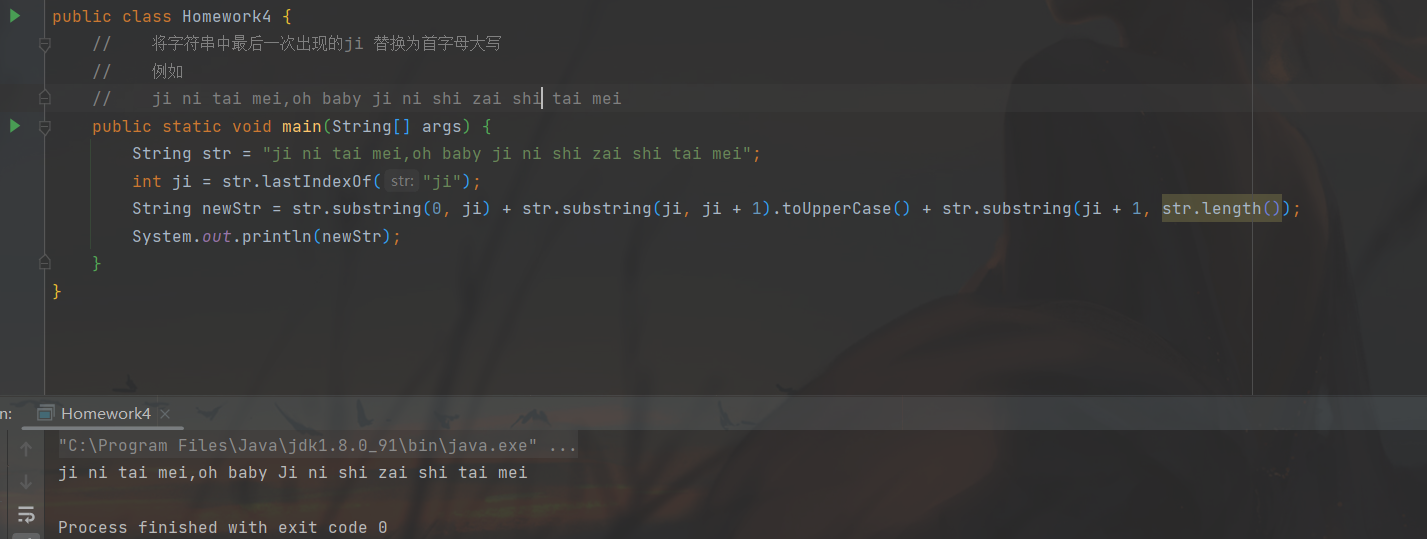 public class Homework4 {
//    将字符串中最后一次出现的ji 替换为首字母大写
//    例如
//    ji ni tai mei,oh baby ji ni shi zai shi tai mei
public static void main(String[] args) {
String str = "ji ni tai mei,oh baby ji ni shi zai shi tai mei";
int ji = str.lastIndexOf( str: "ji");
String newStr = str.substring(0, ji) + str.substring(ji, ji + 1).toUpperCase() + str.substring(ji + 1, str.length());
System.out.println(newStr);
}
}
n: Homework4 ×
"C:\Program Files\Java\jdk1.8.0_91\bin\java.exe" ...
ji ni tai mei,oh baby Ji ni shi zai shi tai mei
Process finished with exit code 0